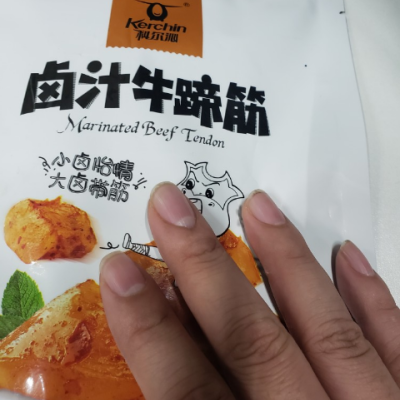 Kerchin
科尔沁
卤汁牛蹄筋
Marinated Beef Tendon
小卤怡情
大卤带筋